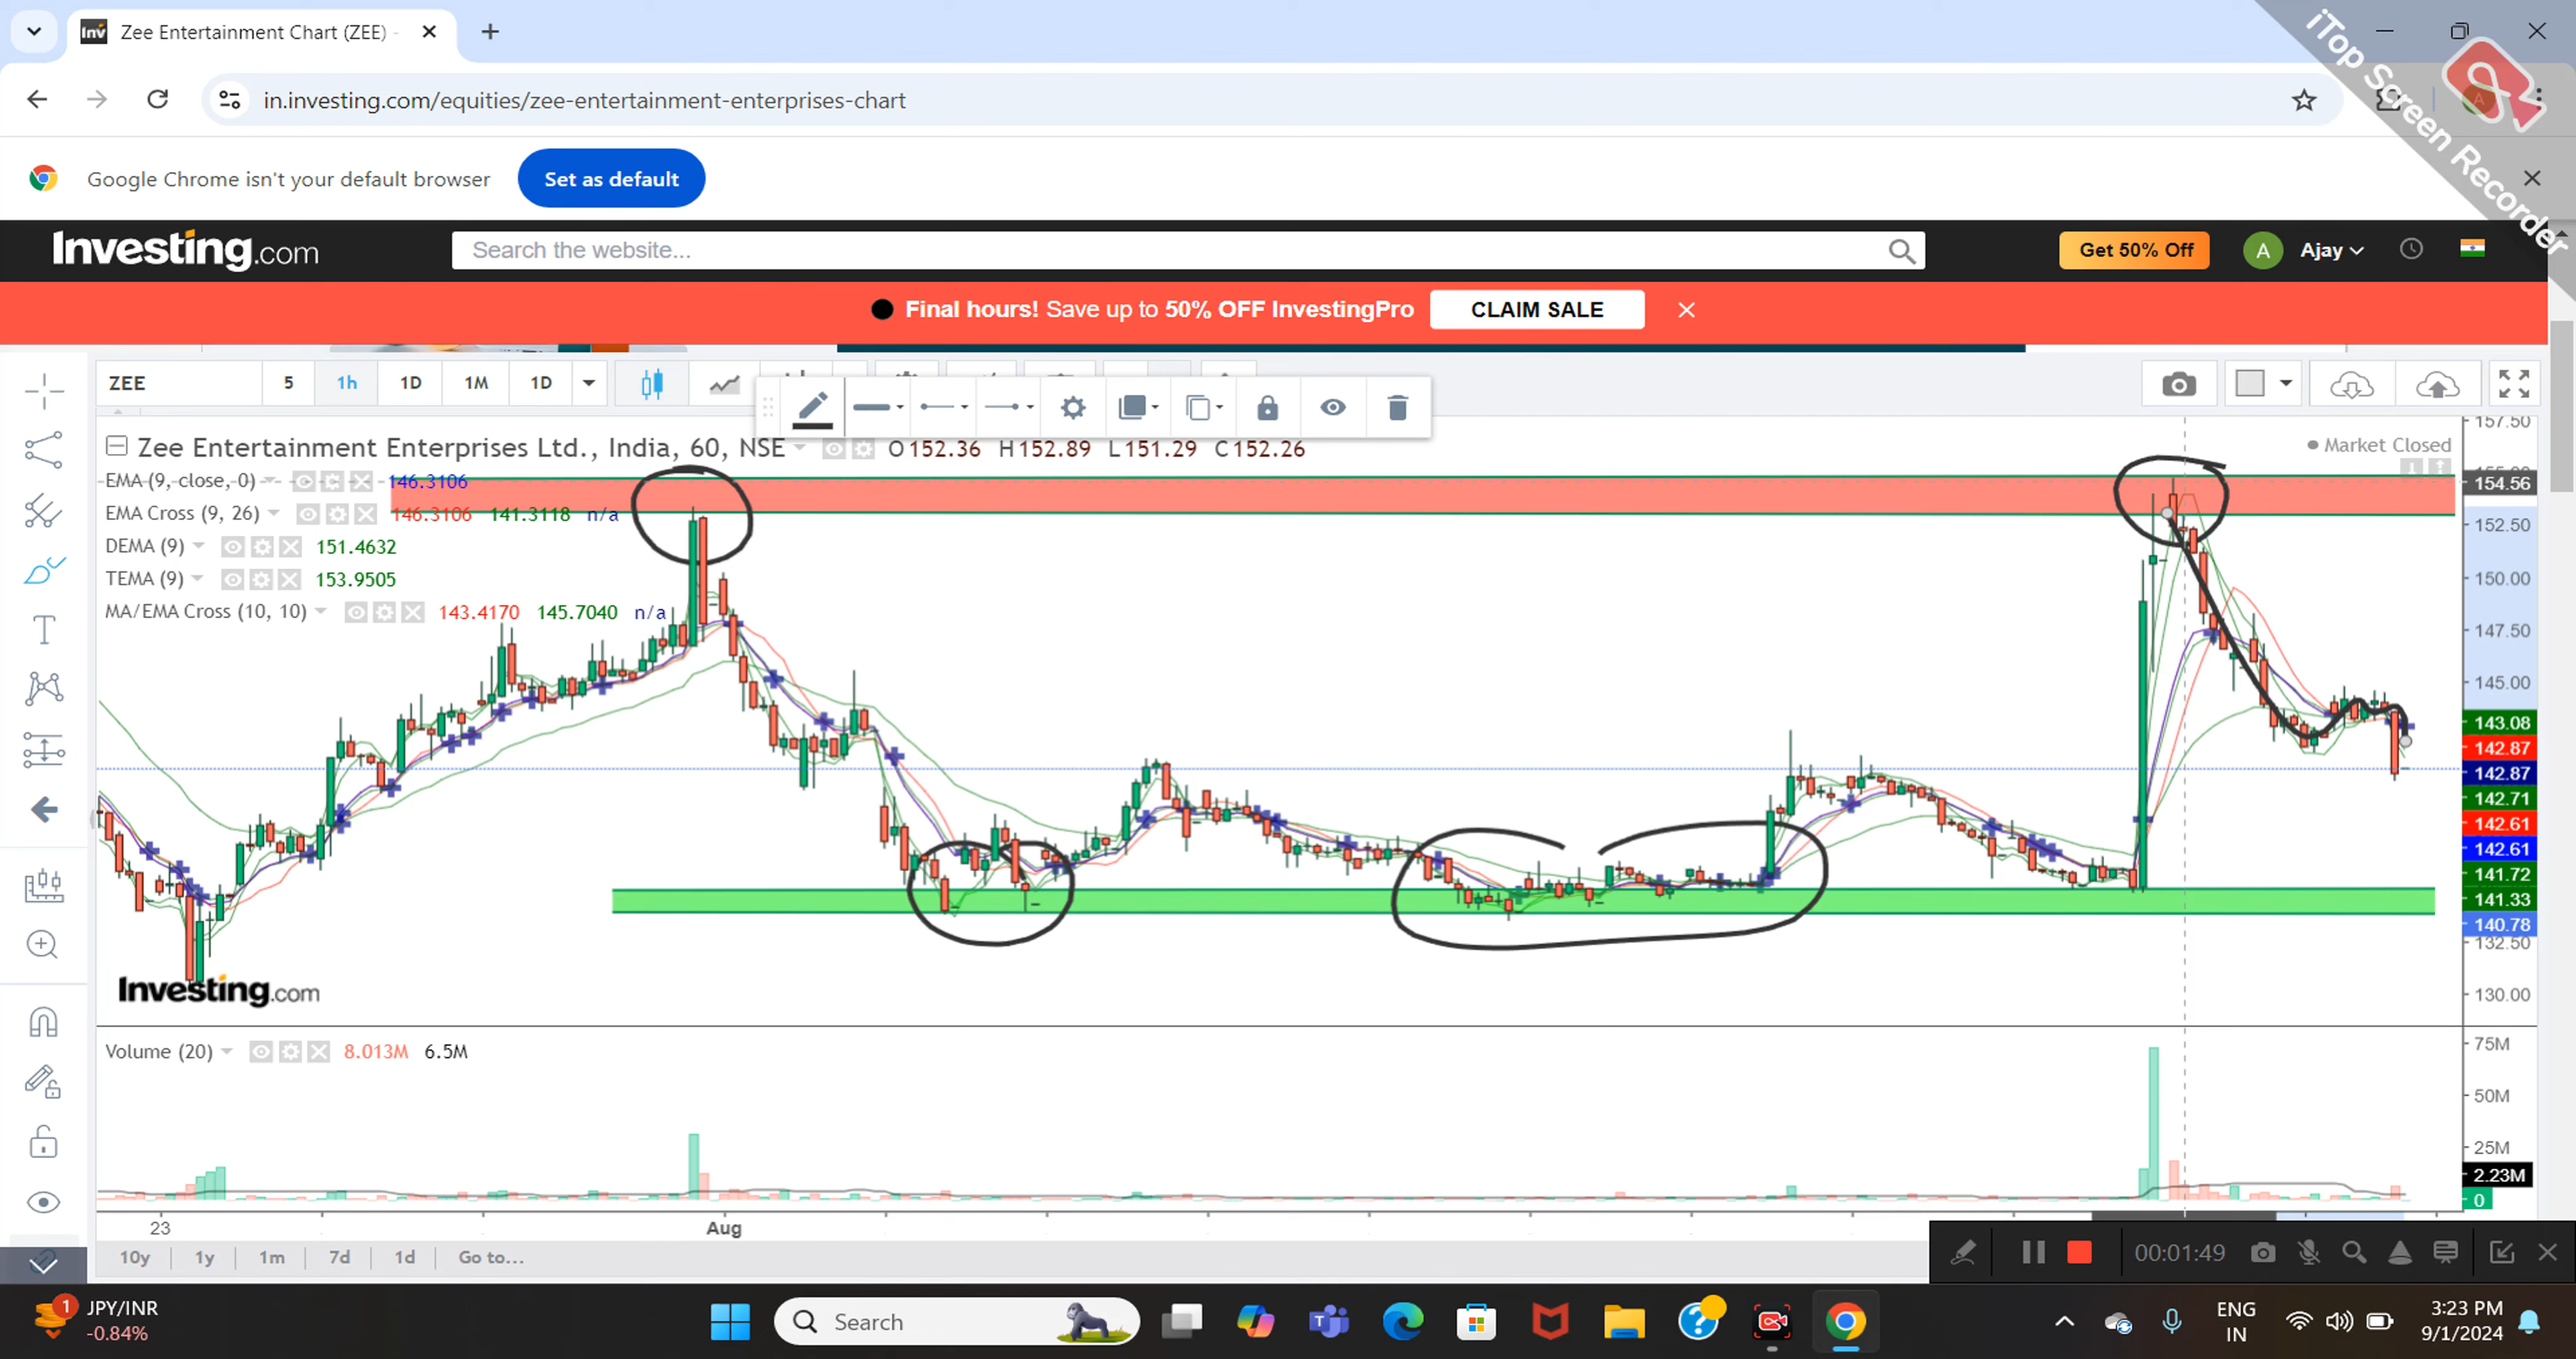 Zee Entertainment Chart (ZEE) -
in.investing.com/equities/zee-entertainment-enterprises-chart
iTop Screen Recorder
Google Chrome isn't your default browser
Set as default
Investing.com
Search the website...
Get 50% Off
A
Ajay
Final hours! Save up to 50% OFF InvestingPro
CLAIM SALE
ZEE
5
1h
1D
1M
1D
Zee Entertainment Enterprises Ltd., India, 60, NSE
O152.36 H152.89 L151.29 C152.26
Market Closed
EMA (9, close, 0) 146.3106
EMA Cross (9, 26) 146.3106 141.3118 n/a
DEMA (9) 151.4632
TEMA (9) 153.9505
MA/EMA Cross (10, 10) 143.4170 145.7040 n/a
157.50
154.56
152.50
150.00
147.50
145.00
143.08
142.87
142.87
142.71
142.61
142.61
141.72
141.33
140.78
132.50
130.00
Investing.com
Volume (20) 8.013M 6.5M
75M
50M
25M
2.23M
0
23
Aug
10y
1y
1m
7d
1d
Go to...
00:01:49
1
JPY/INR
-0.84%
Search
ENG
IN
3:23 PM
9/1/2024